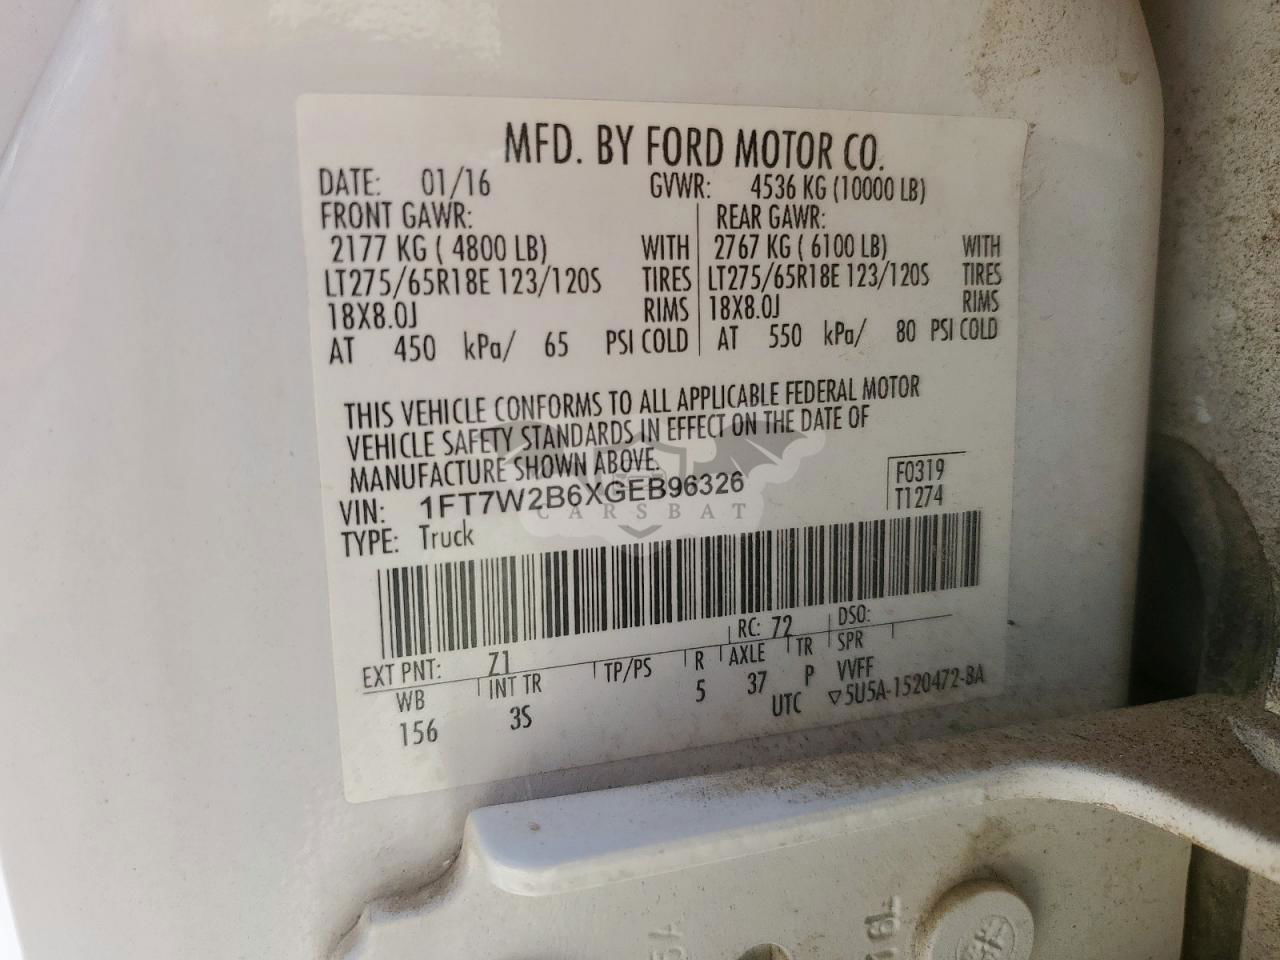 MFD. BY FORD MOTOR CO.
DATE: 01/16 GVWR: 4536 KG (10000 LB)
FRONT GAWR: REAR GAWR:
2177 KG ( 4800 LB) WITH 2767 KG ( 6100 LB) WITH
LT275/65R18E 123/120S TIRES LT275/65R18E 123/120S TIRES
18X8.0J RIMS 18X8.0J RIMS
AT 450 kPa/ 65 PSI COLD AT 550 kPa/ 80 PSI COLD
THIS VEHICLE CONFORMS TO ALL APPLICABLE FEDERAL MOTOR
VEHICLE SAFETY STANDARDS IN EFFECT ON THE DATE OF
MANUFACTURE SHOWN ABOVE.
VIN: 1FT7W2B6XGEB96326 F0319
TYPE: Truck T1274
CARSBAT
RC: 72 DSO:
EXT PNT: Z1
WB INT TR TP/PS R AXLE TR SPR
156 3S 5 37 P VVFF
UTC ▽5U5A-1520472-BA